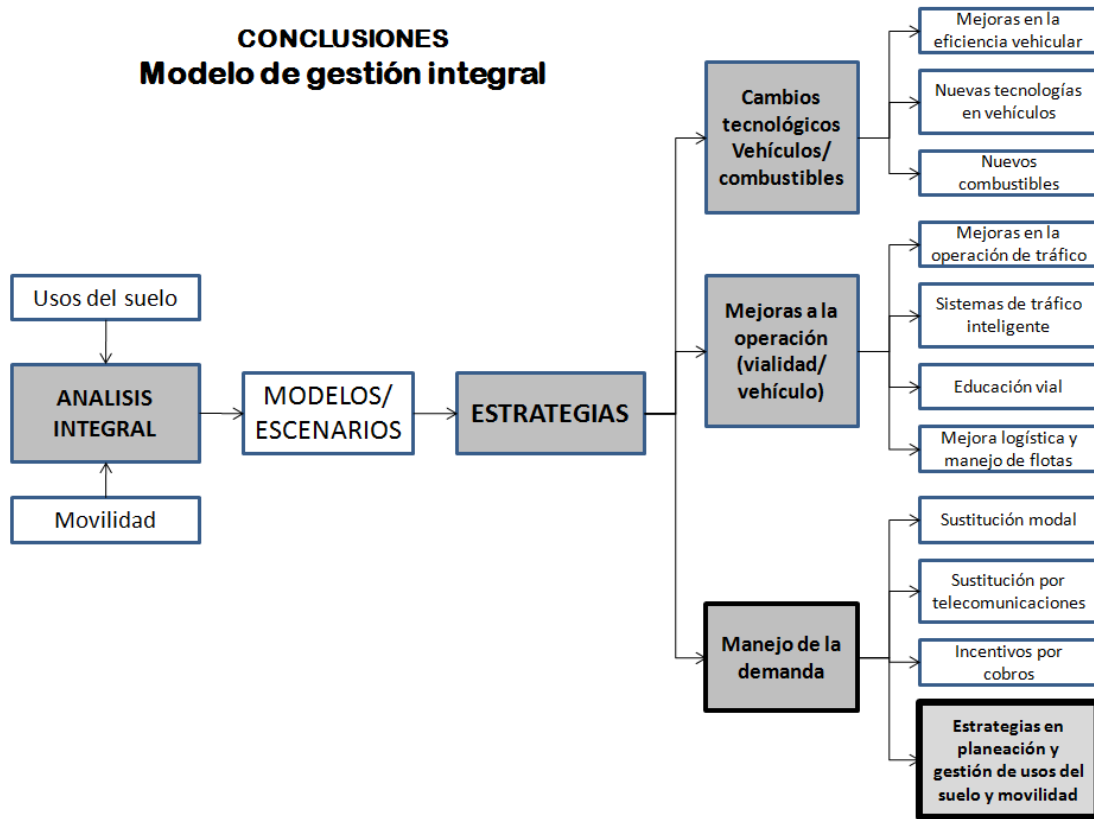 CONCLUSIONES
Modelo de gestión integral
Usos del suelo
ANALISIS
INTEGRAL
Movilidad
MODELOS/
ESCENARIOS
ESTRATEGIAS
Cambios
tecnológicos
Vehículos/
combustibles
Mejoras en la
eficiencia vehicular
Nuevas tecnologías
en vehículos
Nuevos
combustibles
Mejoras a la
operación
(vialidad/
vehículo)
Mejoras en la
operación de tráfico
Sistemas de tráfico
inteligente
Educación vial
Mejora logística y
manejo de flotas
Manejo de la
demanda
Sustitución modal
Sustitución por
telecomunicaciones
Incentivos por
cobros
Estrategias en
planeación y
gestión de usos del
suelo y movilidad